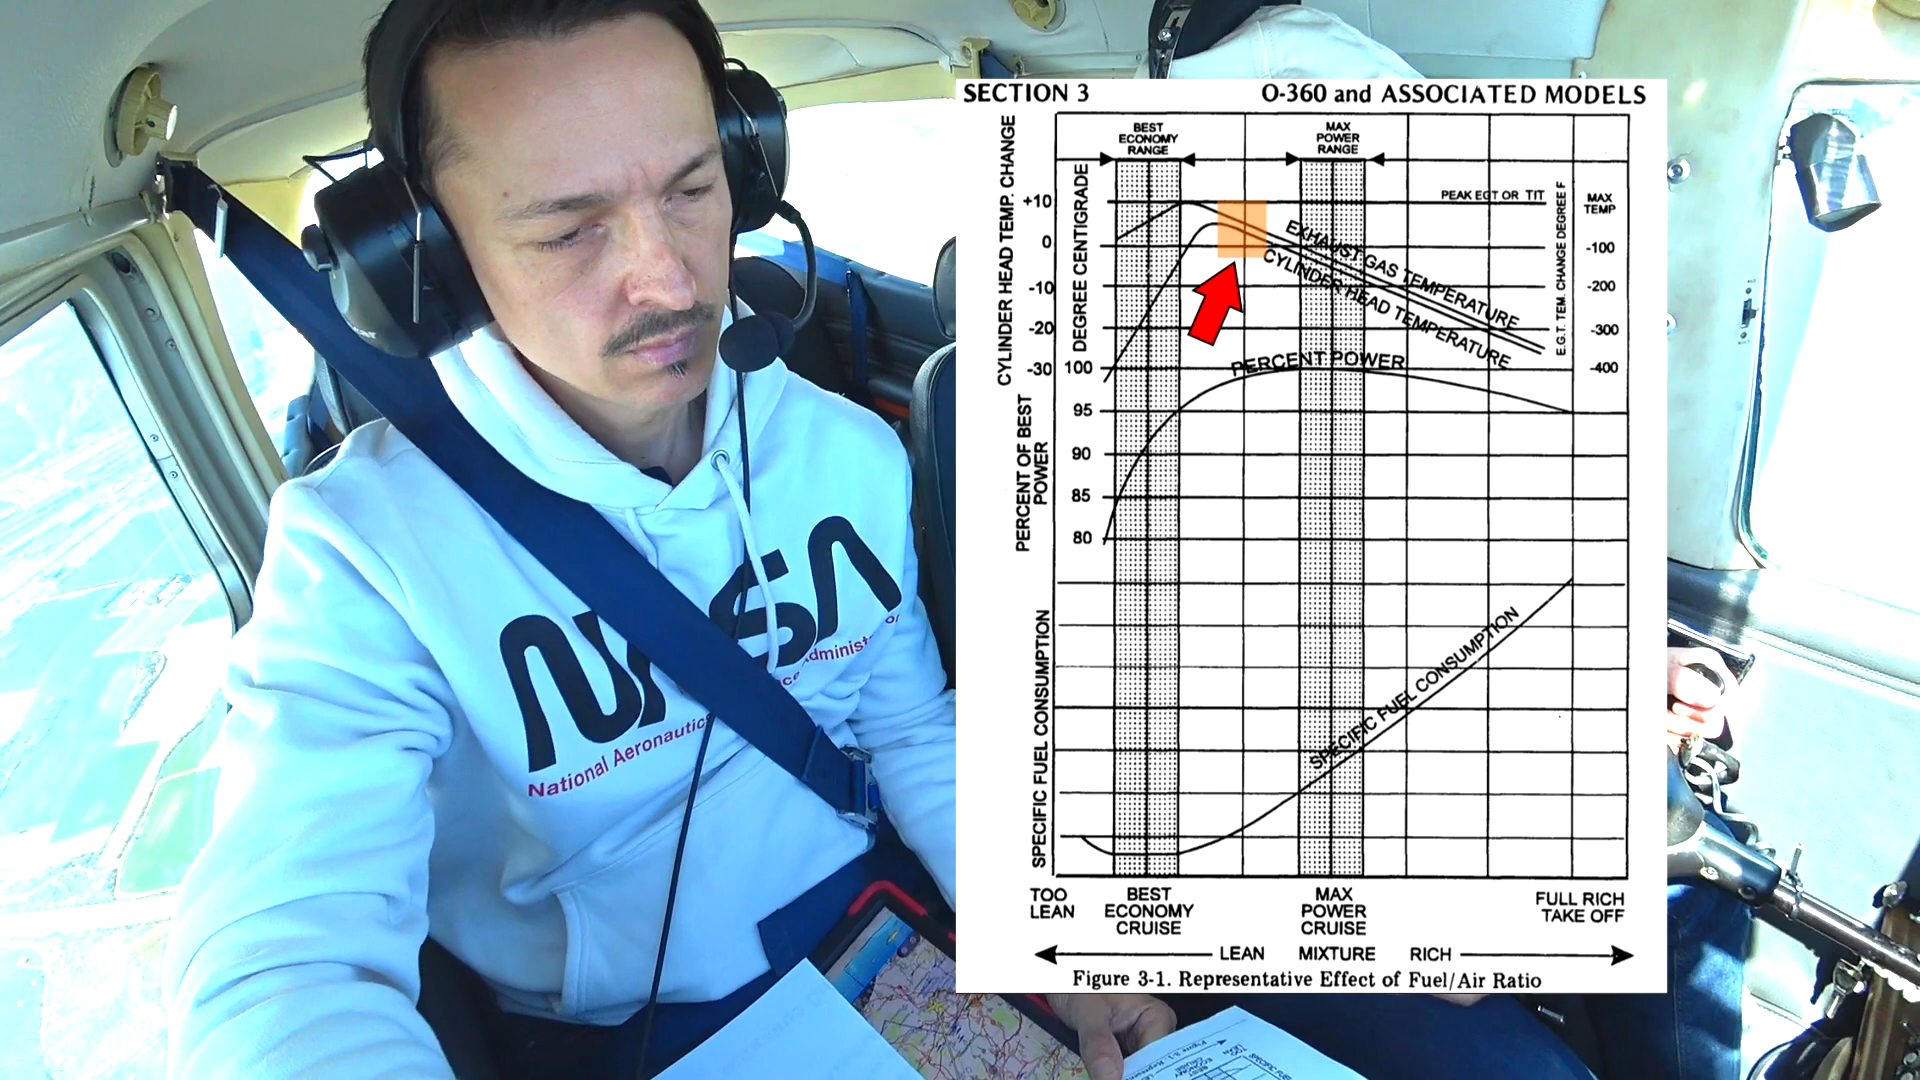 SECTION 3
O-360 and ASSOCIATED MODELS
CYLINDER HEAD TEMP. CHANGE
DEGREE CENTIGRADE
BEST
ECONOMY
RANGE
MAX
POWER
RANGE
PEAK EGT OR TIT
E.G.T. TEM. CHANGE DEGREE F
MAX
TEMP
+10
0
-10
-20
-30
-100
-200
-300
-400
EXHAUST GAS TEMPERATURE
CYLINDER HEAD TEMPERATURE
PERCENT POWER
PERCENT OF BEST
POWER
100
95
90
85
80
SPECIFIC FUEL CONSUMPTION
SPECIFIC FUEL CONSUMPTION
TOO
LEAN
BEST
ECONOMY
CRUISE
MAX
POWER
CRUISE
FULL RICH
TAKE OFF
LEAN
MIXTURE
RICH
Figure 3-1. Representative Effect of Fuel/Air Ratio
NASA
National Aeronautics
ce
Administr